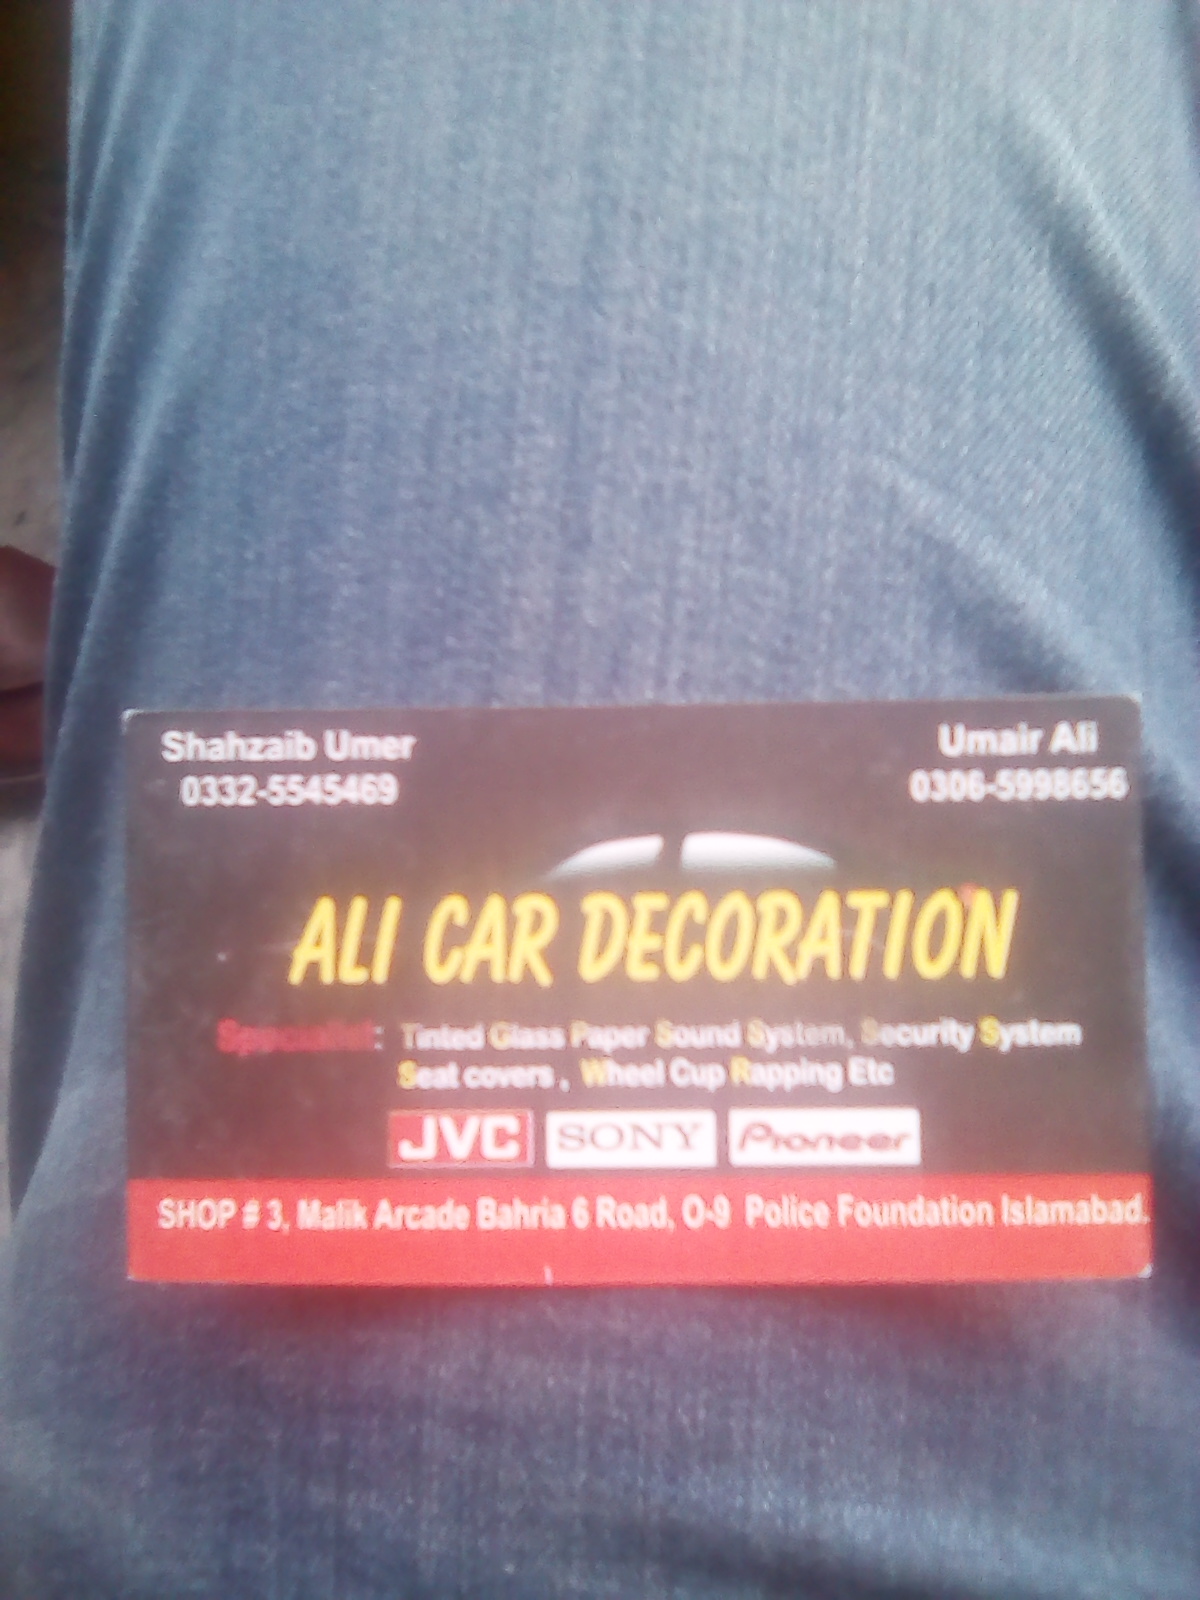 Shahzaib Umer
0332-5545469
Umair Ali
0306-5998656
ALI CAR DECORATION
Specialist: Tinted Glass Paper Sound System, Security System
Seat covers , Wheel Cup Rapping Etc
JVC SONY Pioneer
SHOP # 3, Malik Arcade Bahria 6 Road, O-9 Police Foundation Islamabad.